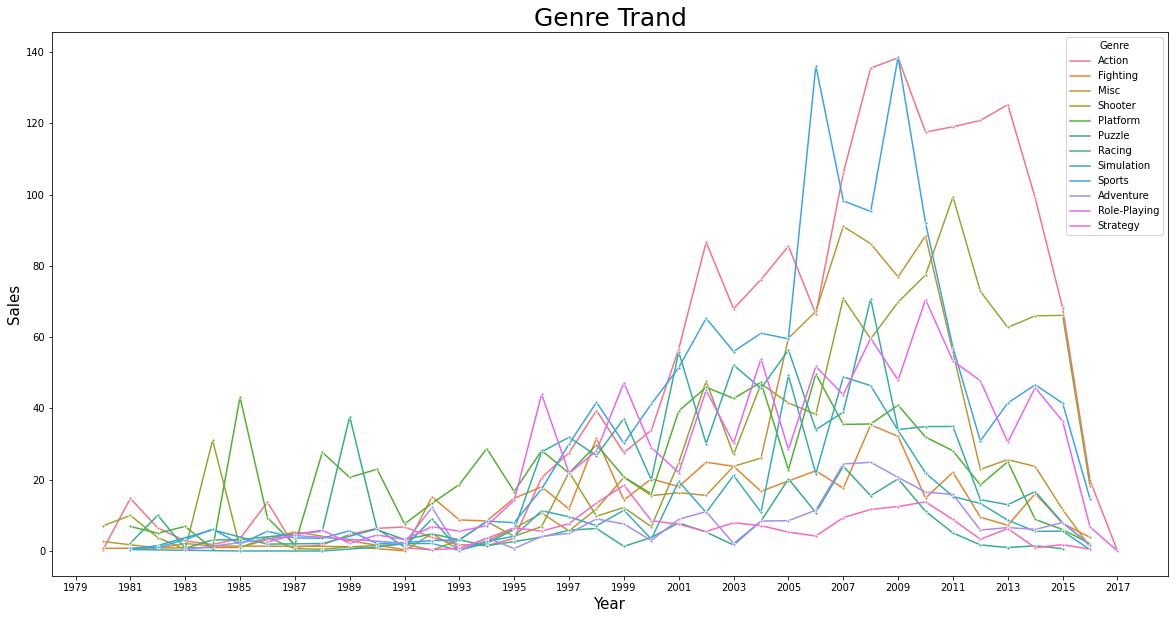 Genre Trand
Genre
Action
Fighting
Misc
Shooter
Platform
Puzzle
Racing
Simulation
Sports
Adventure
Role-Playing
Strategy
140
120
100
80
60
40
20
0
Sales
1979 1981 1983 1985 1987 1989 1991 1993 1995 1997 1999 2001 2003 2005 2007 2009 2011 2013 2015 2017
Year